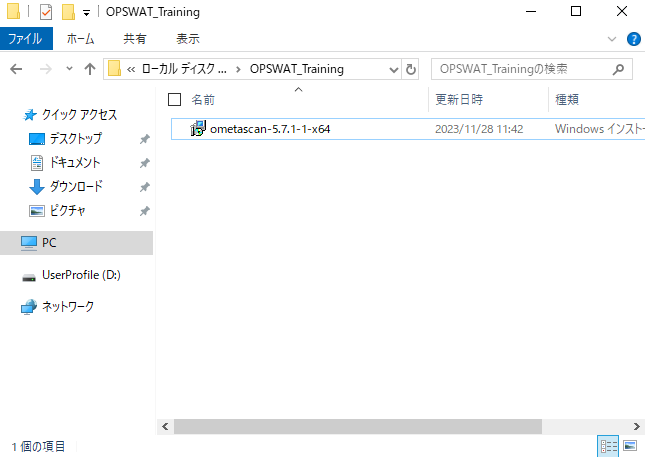 OPSWAT_Training
ファイル ホーム 共有 表示
« ローカル ディスク ... › OPSWAT_Training OPSWAT_Trainingの検索
名前 更新日時 種類
クイック アクセス
ometascan-5.7.1-1-x64 2023/11/28 11:42 Windows インストー
デスクトップ
ドキュメント
ダウンロード
ピクチャ
PC
UserProfile (D:)
ネットワーク
1 個の項目